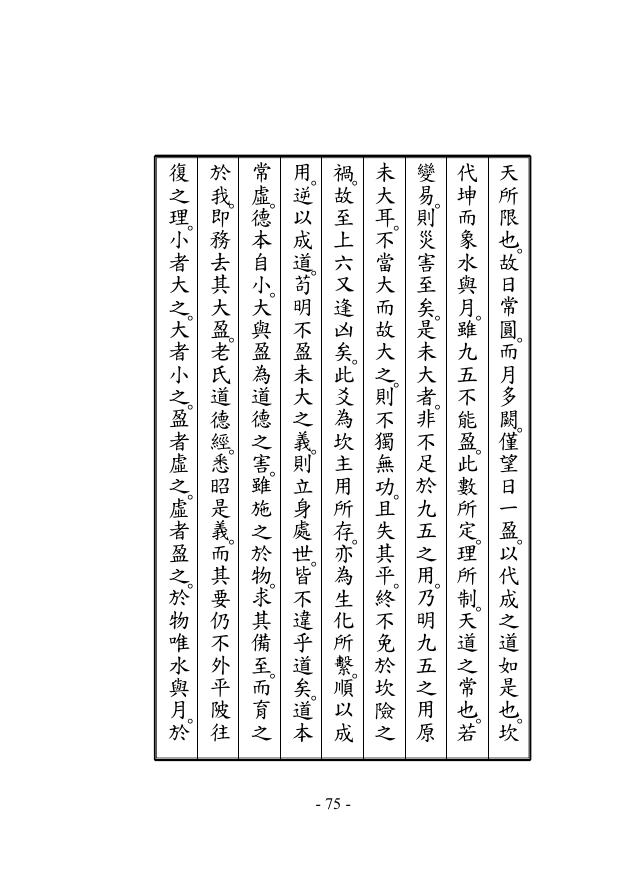 天所限也。故日常圓。而月多闕。僅望日一盈。以代成之道如是也。坎
代坤而象水與月。雖九五不能盈。此數所定。理所制。天道之常也。若
變易。則災害至矣。是未大者。非不足於九五之用。乃明九五之用原
未大耳。不當大而故大之。則不獨無功。且失其平。終不免於坎險之
禍。故至上六又逢凶矣。此爻為坎主用所存。亦為生化所繫。順以成
用。逆以成道。苟明不盈未大之義。則立身處世。皆不違乎道矣。道本
常虛。德本自小。大與盈為道德之害。雖施之於物。求其備至。而育之
於我。即務去其大盈。老氏道德經。悉昭是義。而其要仍不外平陂往
復之理。小者大之。大者小之。盈者虛之。虛者盈之。於物唯水與月。於
- 75 -